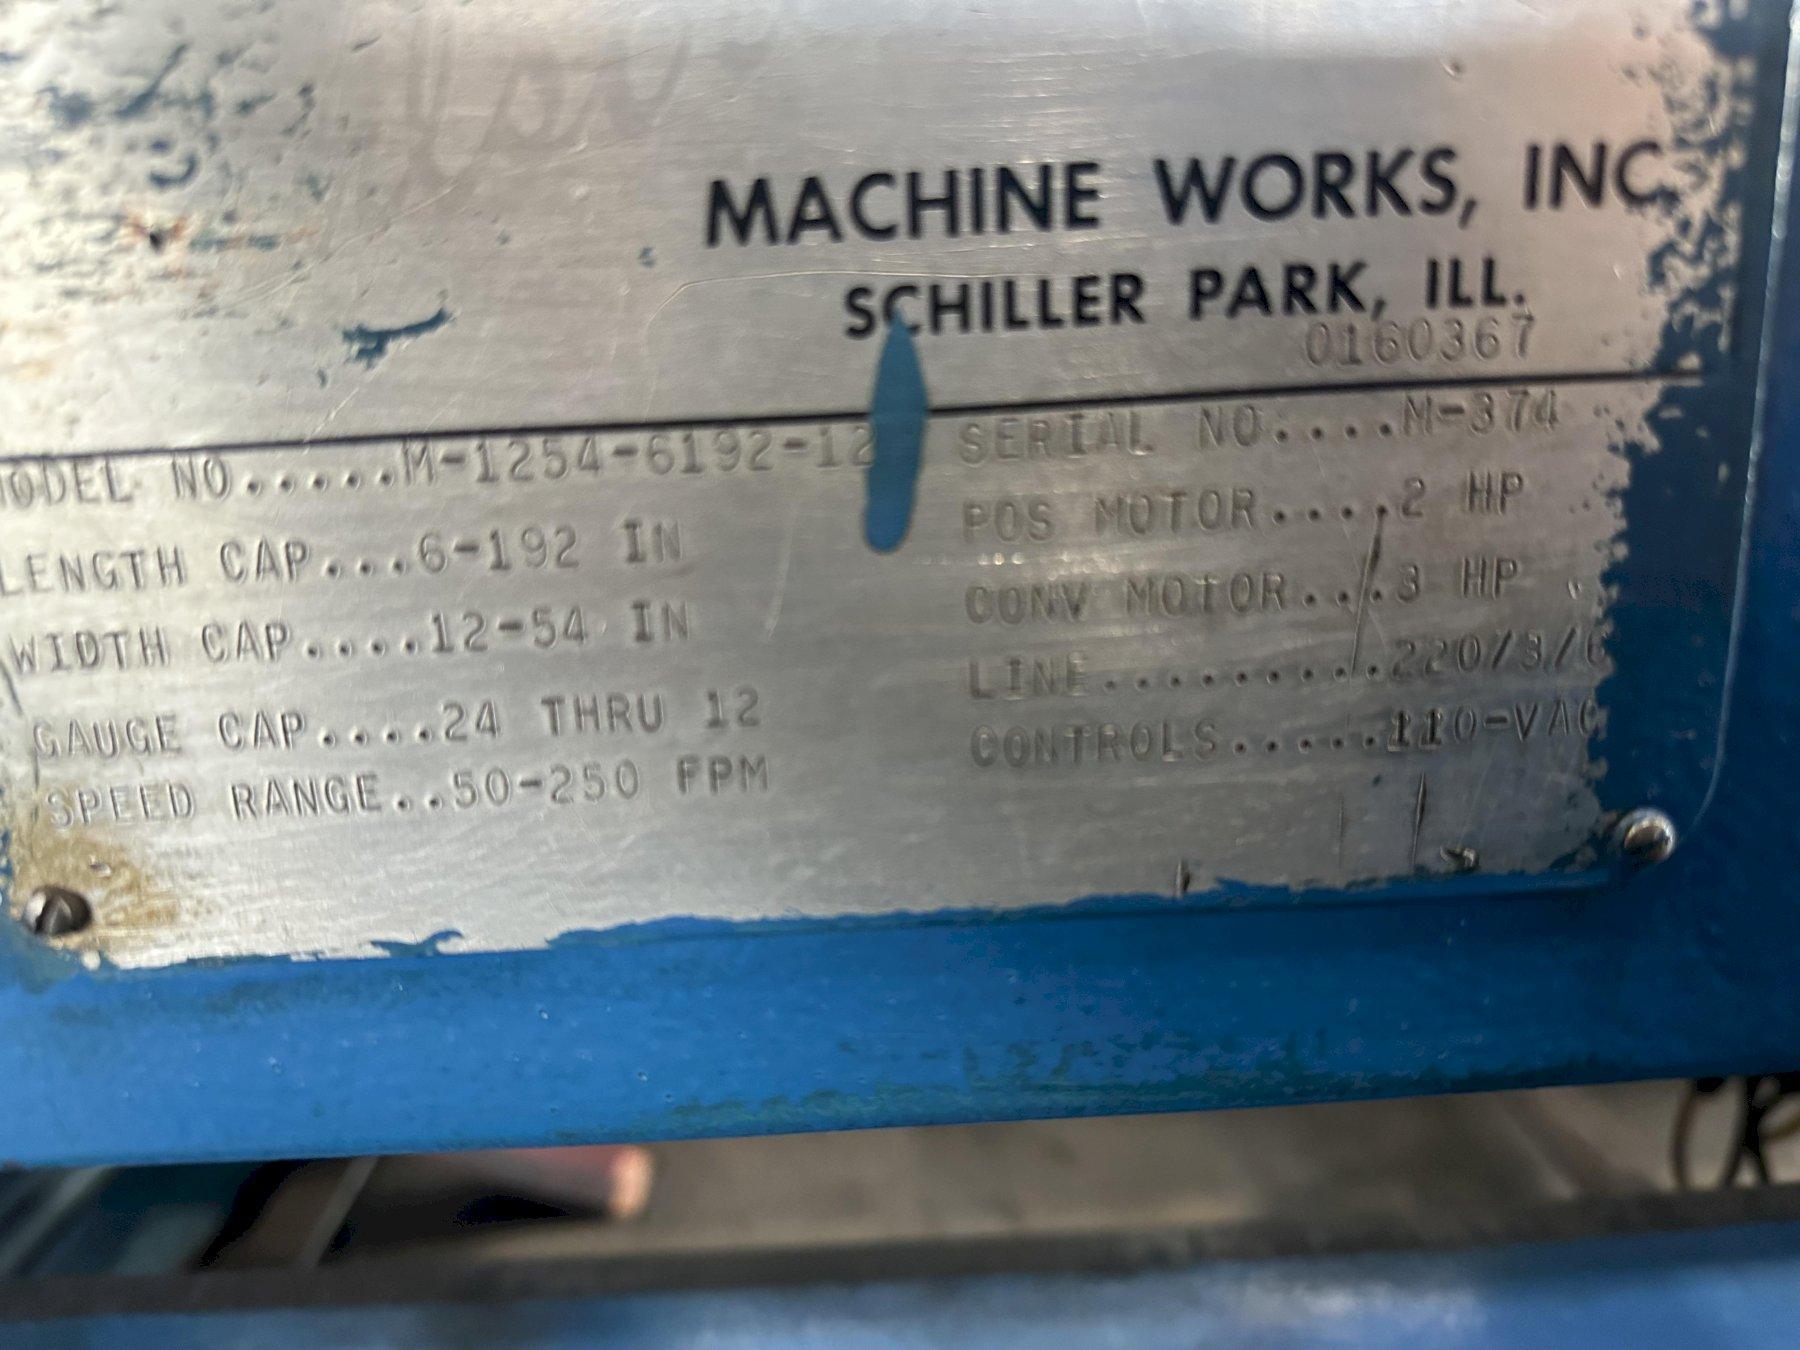 MACHINE WORKS, INC.
SCHILLER PARK, ILL.
0160367
MODEL NO.....M-1254-6192-12
LENGTH CAP...6-192 IN
WIDTH CAP....12-54 IN
GAUGE CAP....24 THRU 12
SPEED RANGE..50-250 FPM
SERIAL NO....M-374
POS MOTOR....2 HP
CONV MOTOR...3 HP
LINE.........220/3/6
CONTROLS.....110-VAC